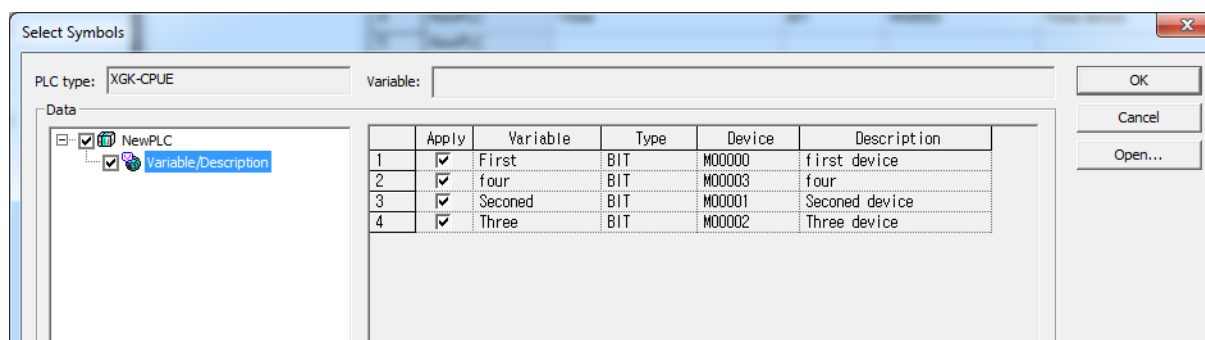 Select Symbols
PLC type: XGK-CPUE Variable: OK
Data Cancel
NewPLC Apply Variable Type Device Description
Variable/Description Open...
1 First BIT M00000 first device
2 four BIT M00003 four
3 Seconed BIT M00001 Seconed device
4 Three BIT M00002 Three device